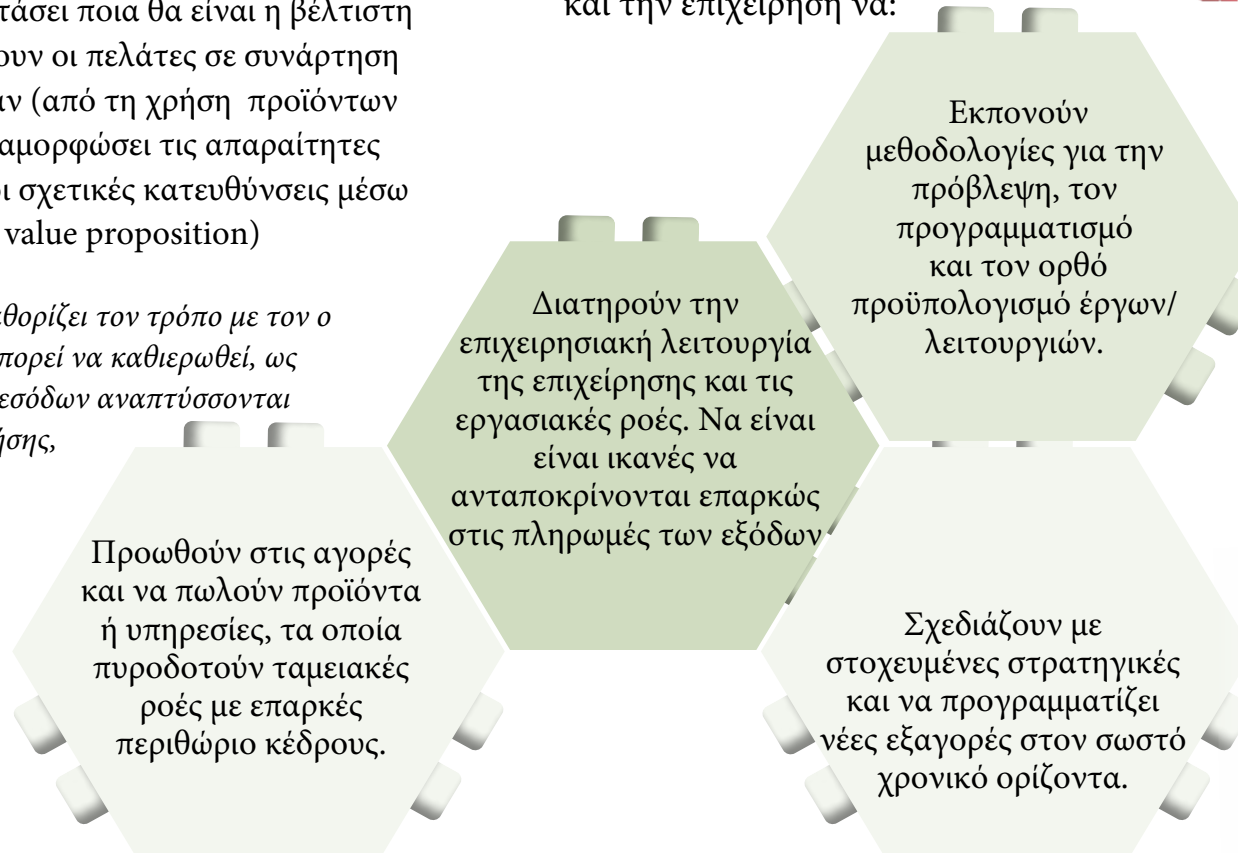 τάσει ποια θα είναι η βέλτιστη
ουν οι πελάτες σε συνάρτηση
αν (από τη χρήση προϊόντων
αμορφώσει τις απαραίτητες
οι σχετικές κατευθύνσεις μέσω
value proposition)
θορίζει τον τρόπο με τον ο
πορεί να καθιερωθεί, ως
εσόδων αναπτύσσονται
ήσης,
και την επιχείρηση να:
Εκπονούν
μεθοδολογίες για την
πρόβλεψη, τον
προγραμματισμό
και τον ορθό
προϋπολογισμό έργων/
λειτουργιών.
Διατηρούν την
επιχειρησιακή λειτουργία
της επιχείρησης και τις
εργασιακές ροές. Να είναι
είναι ικανές να
ανταποκρίνονται επαρκώς
στις πληρωμές των εξόδων
Προωθούν στις αγορές
και να πωλούν προϊόντα
ή υπηρεσίες, τα οποία
πυροδοτούν ταμειακές
ροές με επαρκές
περιθώριο κέδρους.
Σχεδιάζουν με
στοχευμένες στρατηγικές
και να προγραμματίζει
νέες εξαγορές στον σωστό
χρονικό ορίζοντα.